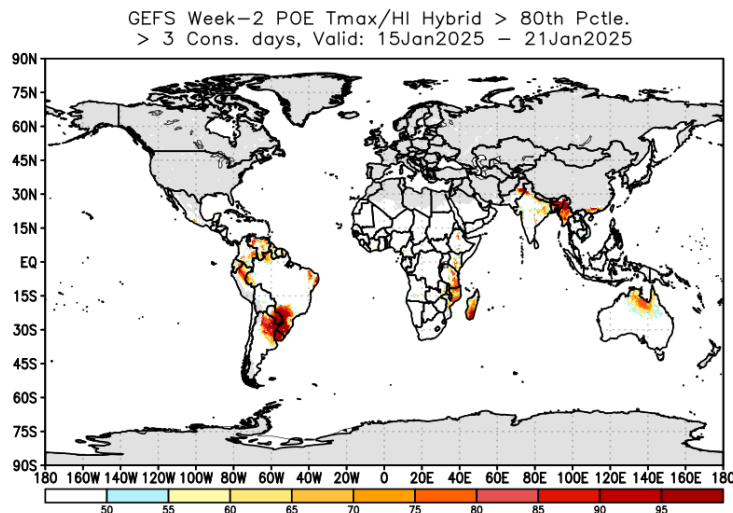 GEFS Week-2 POE Tmax/HI Hybrid > 80th Pctle.
> 3 Cons. days, Valid: 15Jan2025 - 21Jan2025
90N
75N
60N
45N
30N
15N
EQ
15S
30S
45S
60S
75S
90S
180 160W 140W 120W 100W 80W 60W 40W 20W 0 20E 40E 60E 80E 100E 120E 140E 160E 180
50 55 60 65 70 75 80 85 90 95